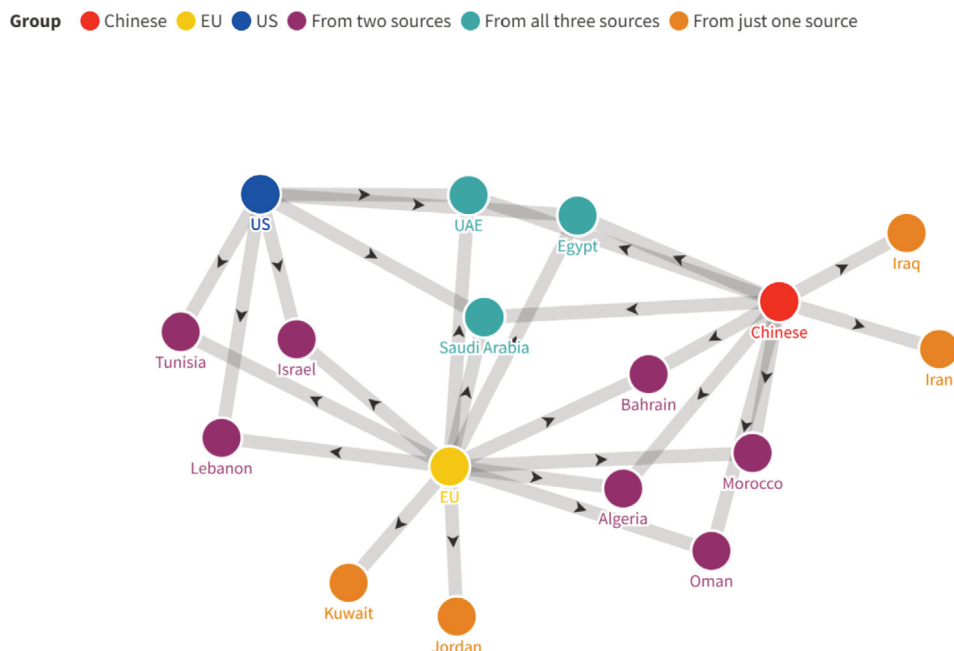 Group Chinese EU US From two sources From all three sources From just one source
US
UAE
Egypt
Iraq
Chinese
Saudi Arabia
Tunisia
Israel
Iran
Bahrain
Lebanon
Morocco
EU
Algeria
Oman
Kuwait
Jordan